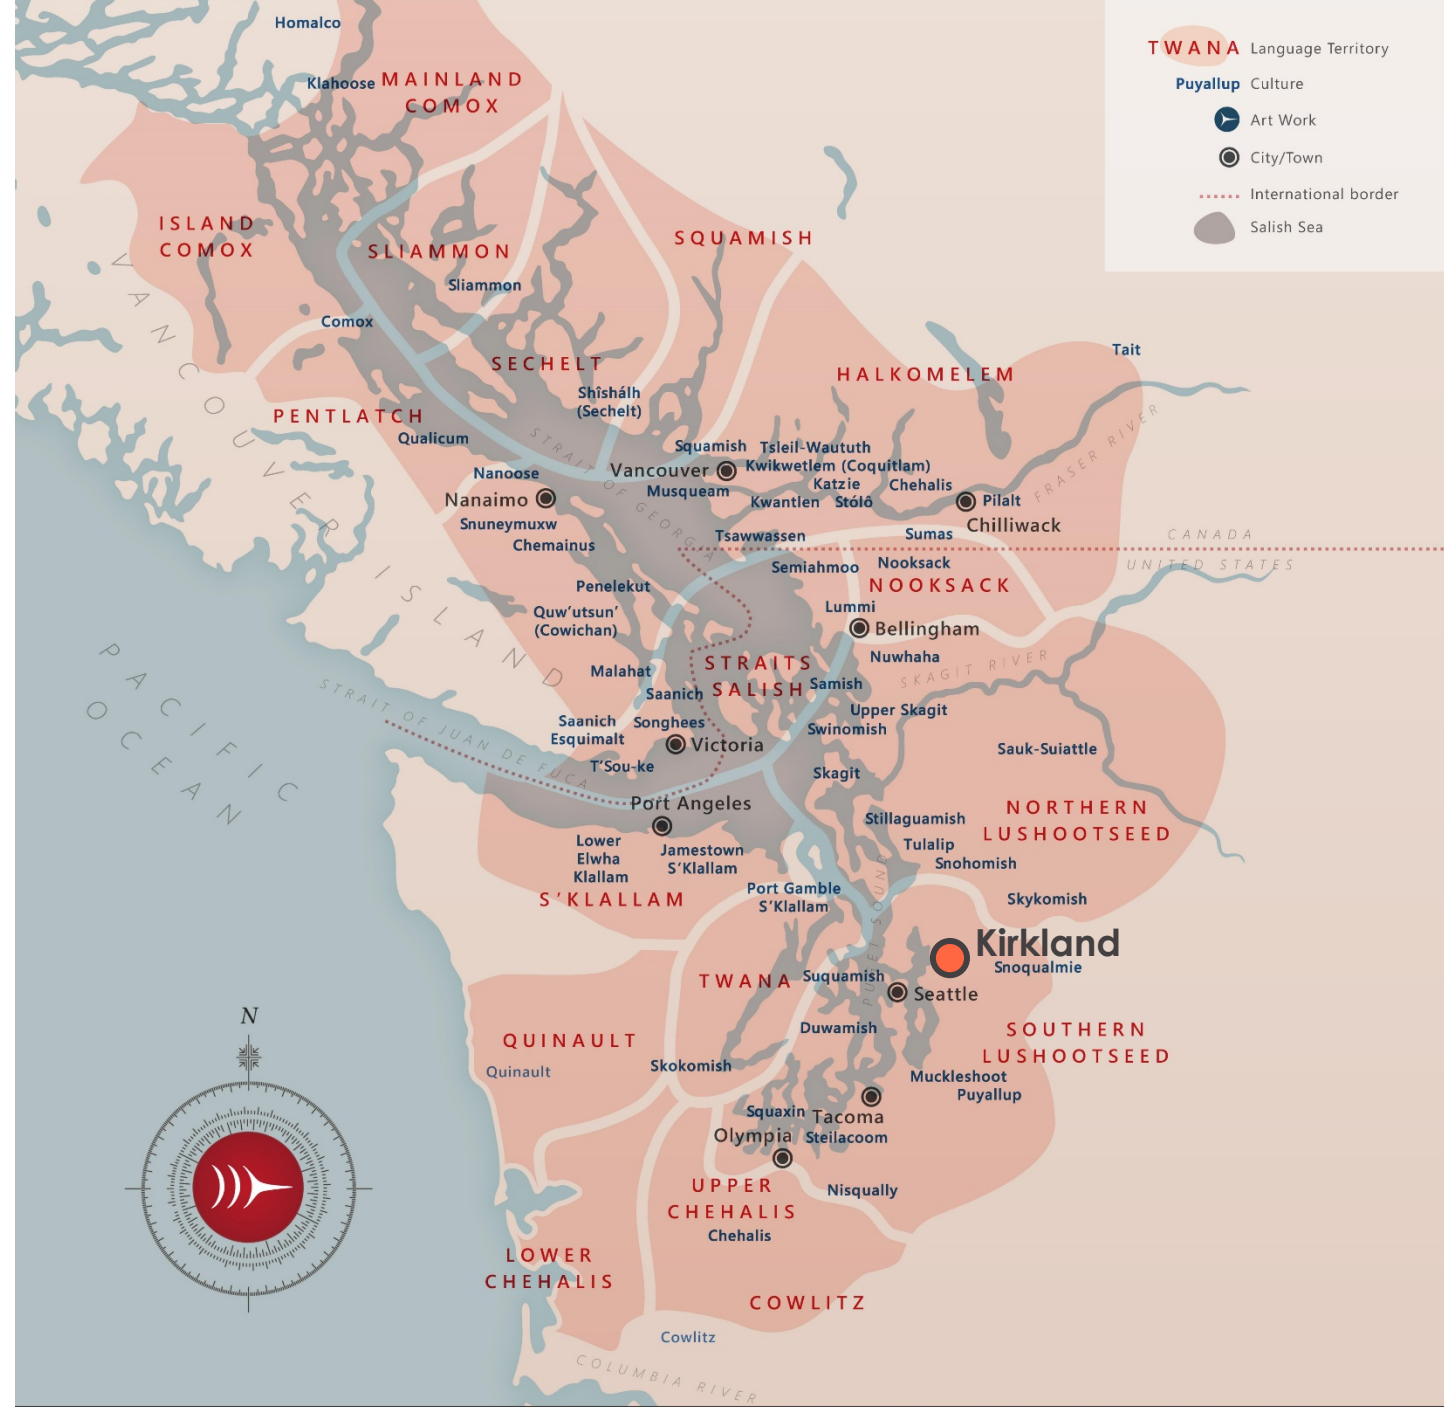 Homalco
Klahoose
MAINLAND
COMOX
TWANA Language Territory
Puyallup Culture
Art Work
City/Town
International border
Salish Sea
ISLAND
COMOX
SLIAMMON
Sliammon
SQUAMISH
Comox
SECHELT
Shîshálh
(Sechelt)
HALKOMELEM
Tait
PENTLATCH
Qualicum
STRAIT OF GEORGIA
Squamish
Tsleil-Waututh
Vancouver
Kwikwetlem (Coquitlam)
Nanoose
Nanaimo
Musqueam
Katzie
Chehalis
Kwantlen
Stólō
Pilalt
Chilliwack
FRASER RIVER
Snuneymuxw
Chemainus
Tsawwassen
Sumas
CANADA
UNITED STATES
Semiahmoo
Nooksack
NOOKSACK
Penelekut
Quw'utsun'
(Cowichan)
Lummi
Bellingham
VANCOUVER ISLAND
Malahat
STRAITS
SALISH
Nuwhaha
SKAGIT RIVER
Saanich
Samish
PACIFIC
OCEAN
STRAIT OF JUAN DE FUCA
Saanich
Songhees
Esquimalt
Victoria
T'Sou-ke
Upper Skagit
Swinomish
Sauk-Suiattle
Skagit
Port Angeles
NORTHERN
LUSHOOTSEED
Stillaguamish
Lower
Elwha
Klallam
Jamestown
S'Klallam
Tulalip
Snohomish
S'KLALLAM
Port Gamble
S'Klallam
PUGET SOUND
Skykomish
Kirkland
Snoqualmie
TWANA
Suquamish
Seattle
N
QUINAULT
Quinault
Duwamish
SOUTHERN
LUSHOOTSEED
Skokomish
Muckleshoot
Puyallup
Squaxin
Tacoma
Olympia
Steilacoom
UPPER
CHEHALIS
Chehalis
Nisqually
LOWER
CHEHALIS
COWLITZ
Cowlitz
COLUMBIA RIVER